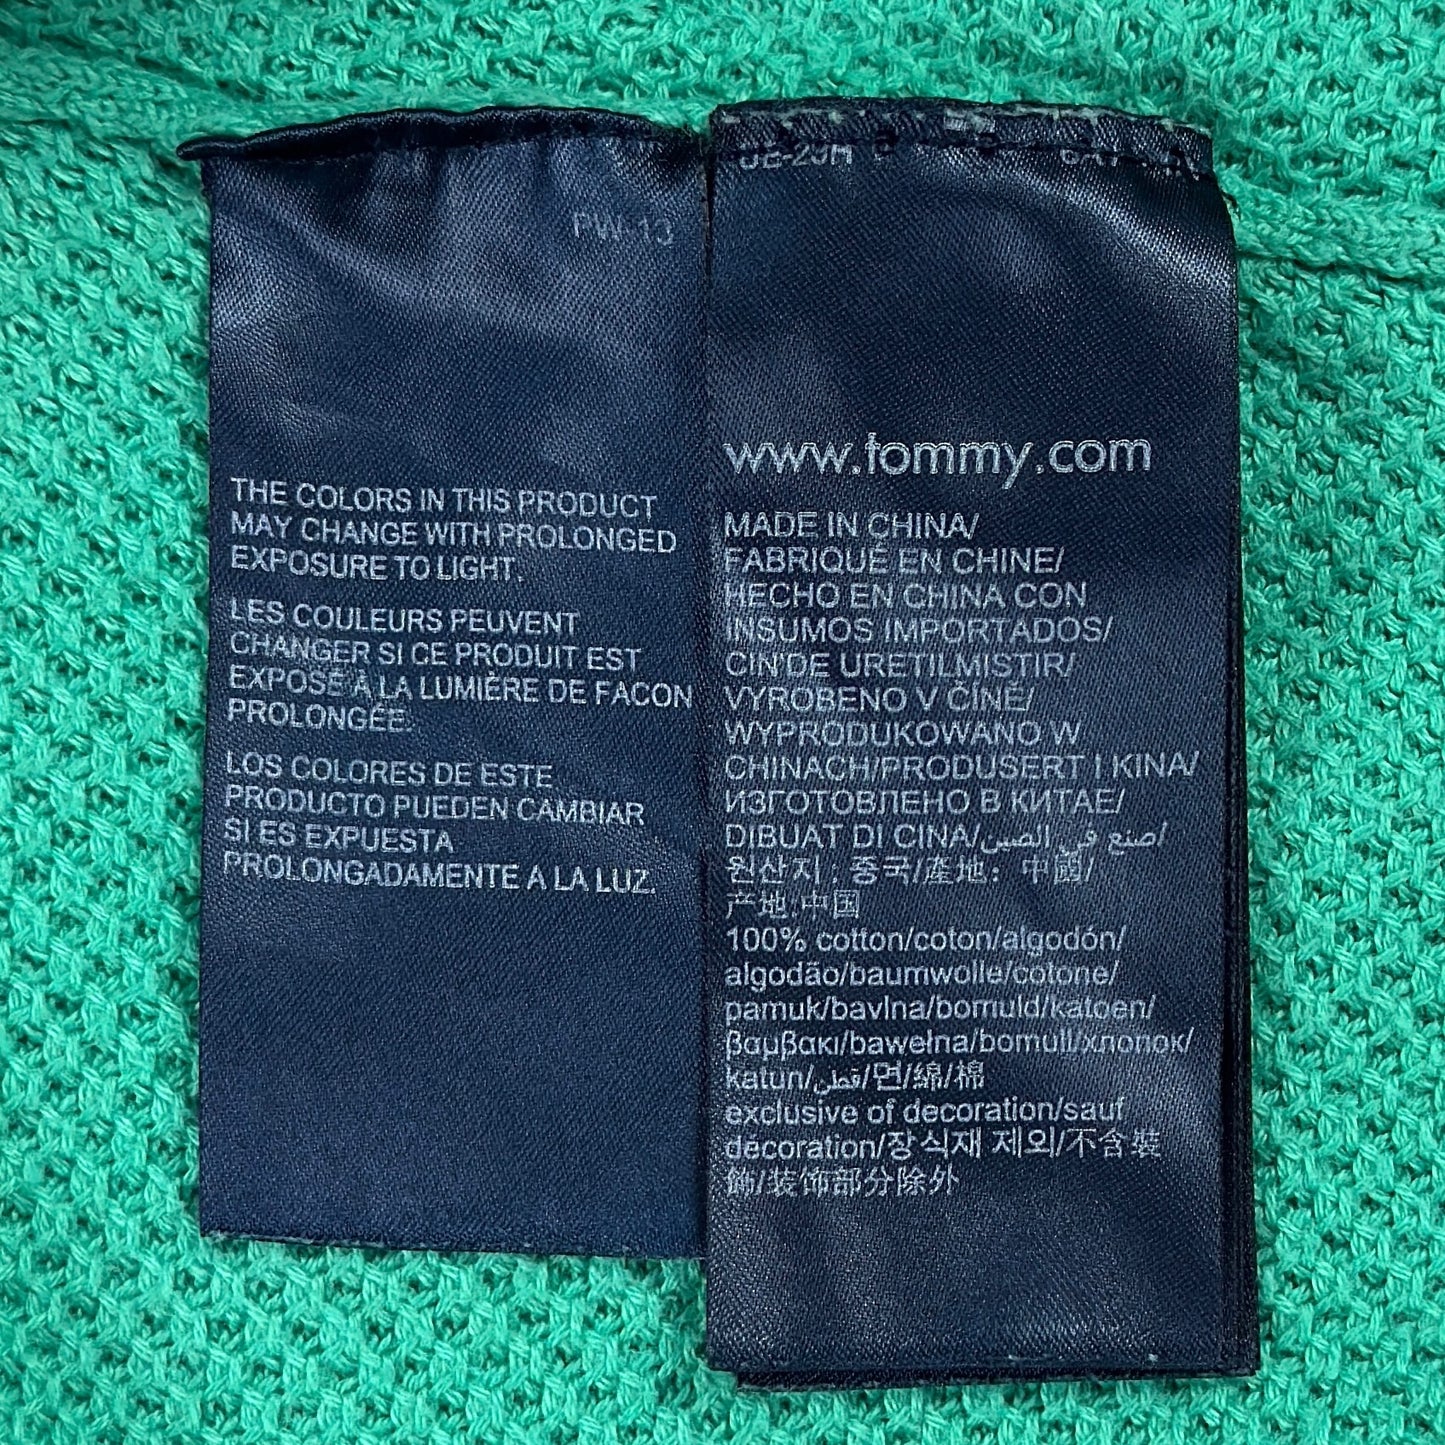 PW-13
THE COLORS IN THIS PRODUCT
MAY CHANGE WITH PROLONGED
EXPOSURE TO LIGHT.
LES COULEURS PEUVENT
CHANGER SI CE PRODUIT EST
EXPOSÉ À LA LUMIÈRE DE FACON
PROLONGÉE.
LOS COLORES DE ESTE
PRODUCTO PUEDEN CAMBIAR
SI ES EXPUESTA
PROLONGADAMENTE A LA LUZ.
www.tommy.com
MADE IN CHINA/
FABRIQUÉ EN CHINE/
HECHO EN CHINA CON
INSUMOS IMPORTADOS/
CIN'DE URETILMISTIR/
VYROBENO V ČÍNĚ/
WYPRODUKOWANO W
CHINACH/PRODUSERT I KINA/
ИЗГОТОВЛЕНО В КИТАЕ/
DIBUAT DI CINA/صنع في الصين/
원산지 : 중국/產地: 中國/
产地:中国
100% cotton/coton/algodón/
algodão/baumwolle/cotone/
pamuk/bavlna/bomuld/katoen/
βαμβακι/bawełna/bomull/хлопок/
katun/قطن/면/綿/棉
exclusive of decoration/sauf
décoration/장식재 제외/不含裝
飾/装饰部分除外